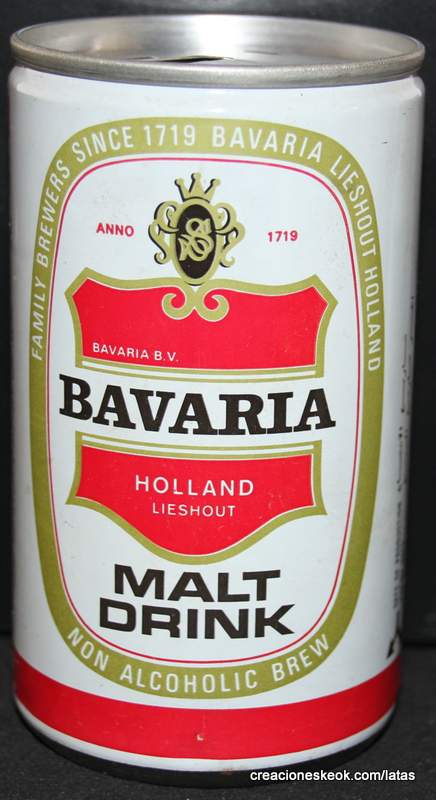 FAMILY BREWERS SINCE 1719 BAVARIA LIESHOUT HOLLAND
ANNO 1719
BAVARIA B.V.
BAVARIA
HOLLAND
LIESHOUT
MALT
DRINK
NON ALCOHOLIC BREW
creacioneskeok.com/latas